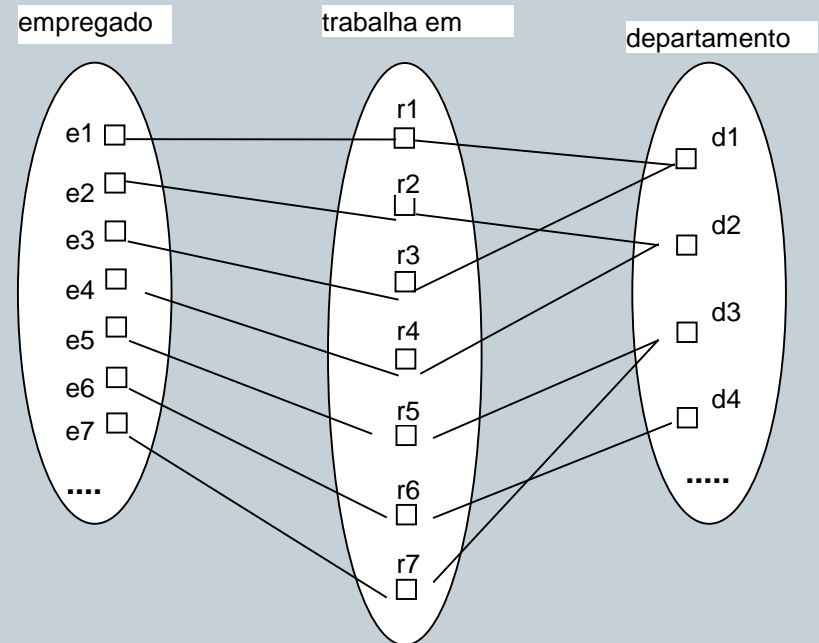 empregado
trabalha em
departamento
e1
e2
e3
e4
e5
e6
e7
....
r1
r2
r3
r4
r5
r6
r7
d1
d2
d3
d4
.....